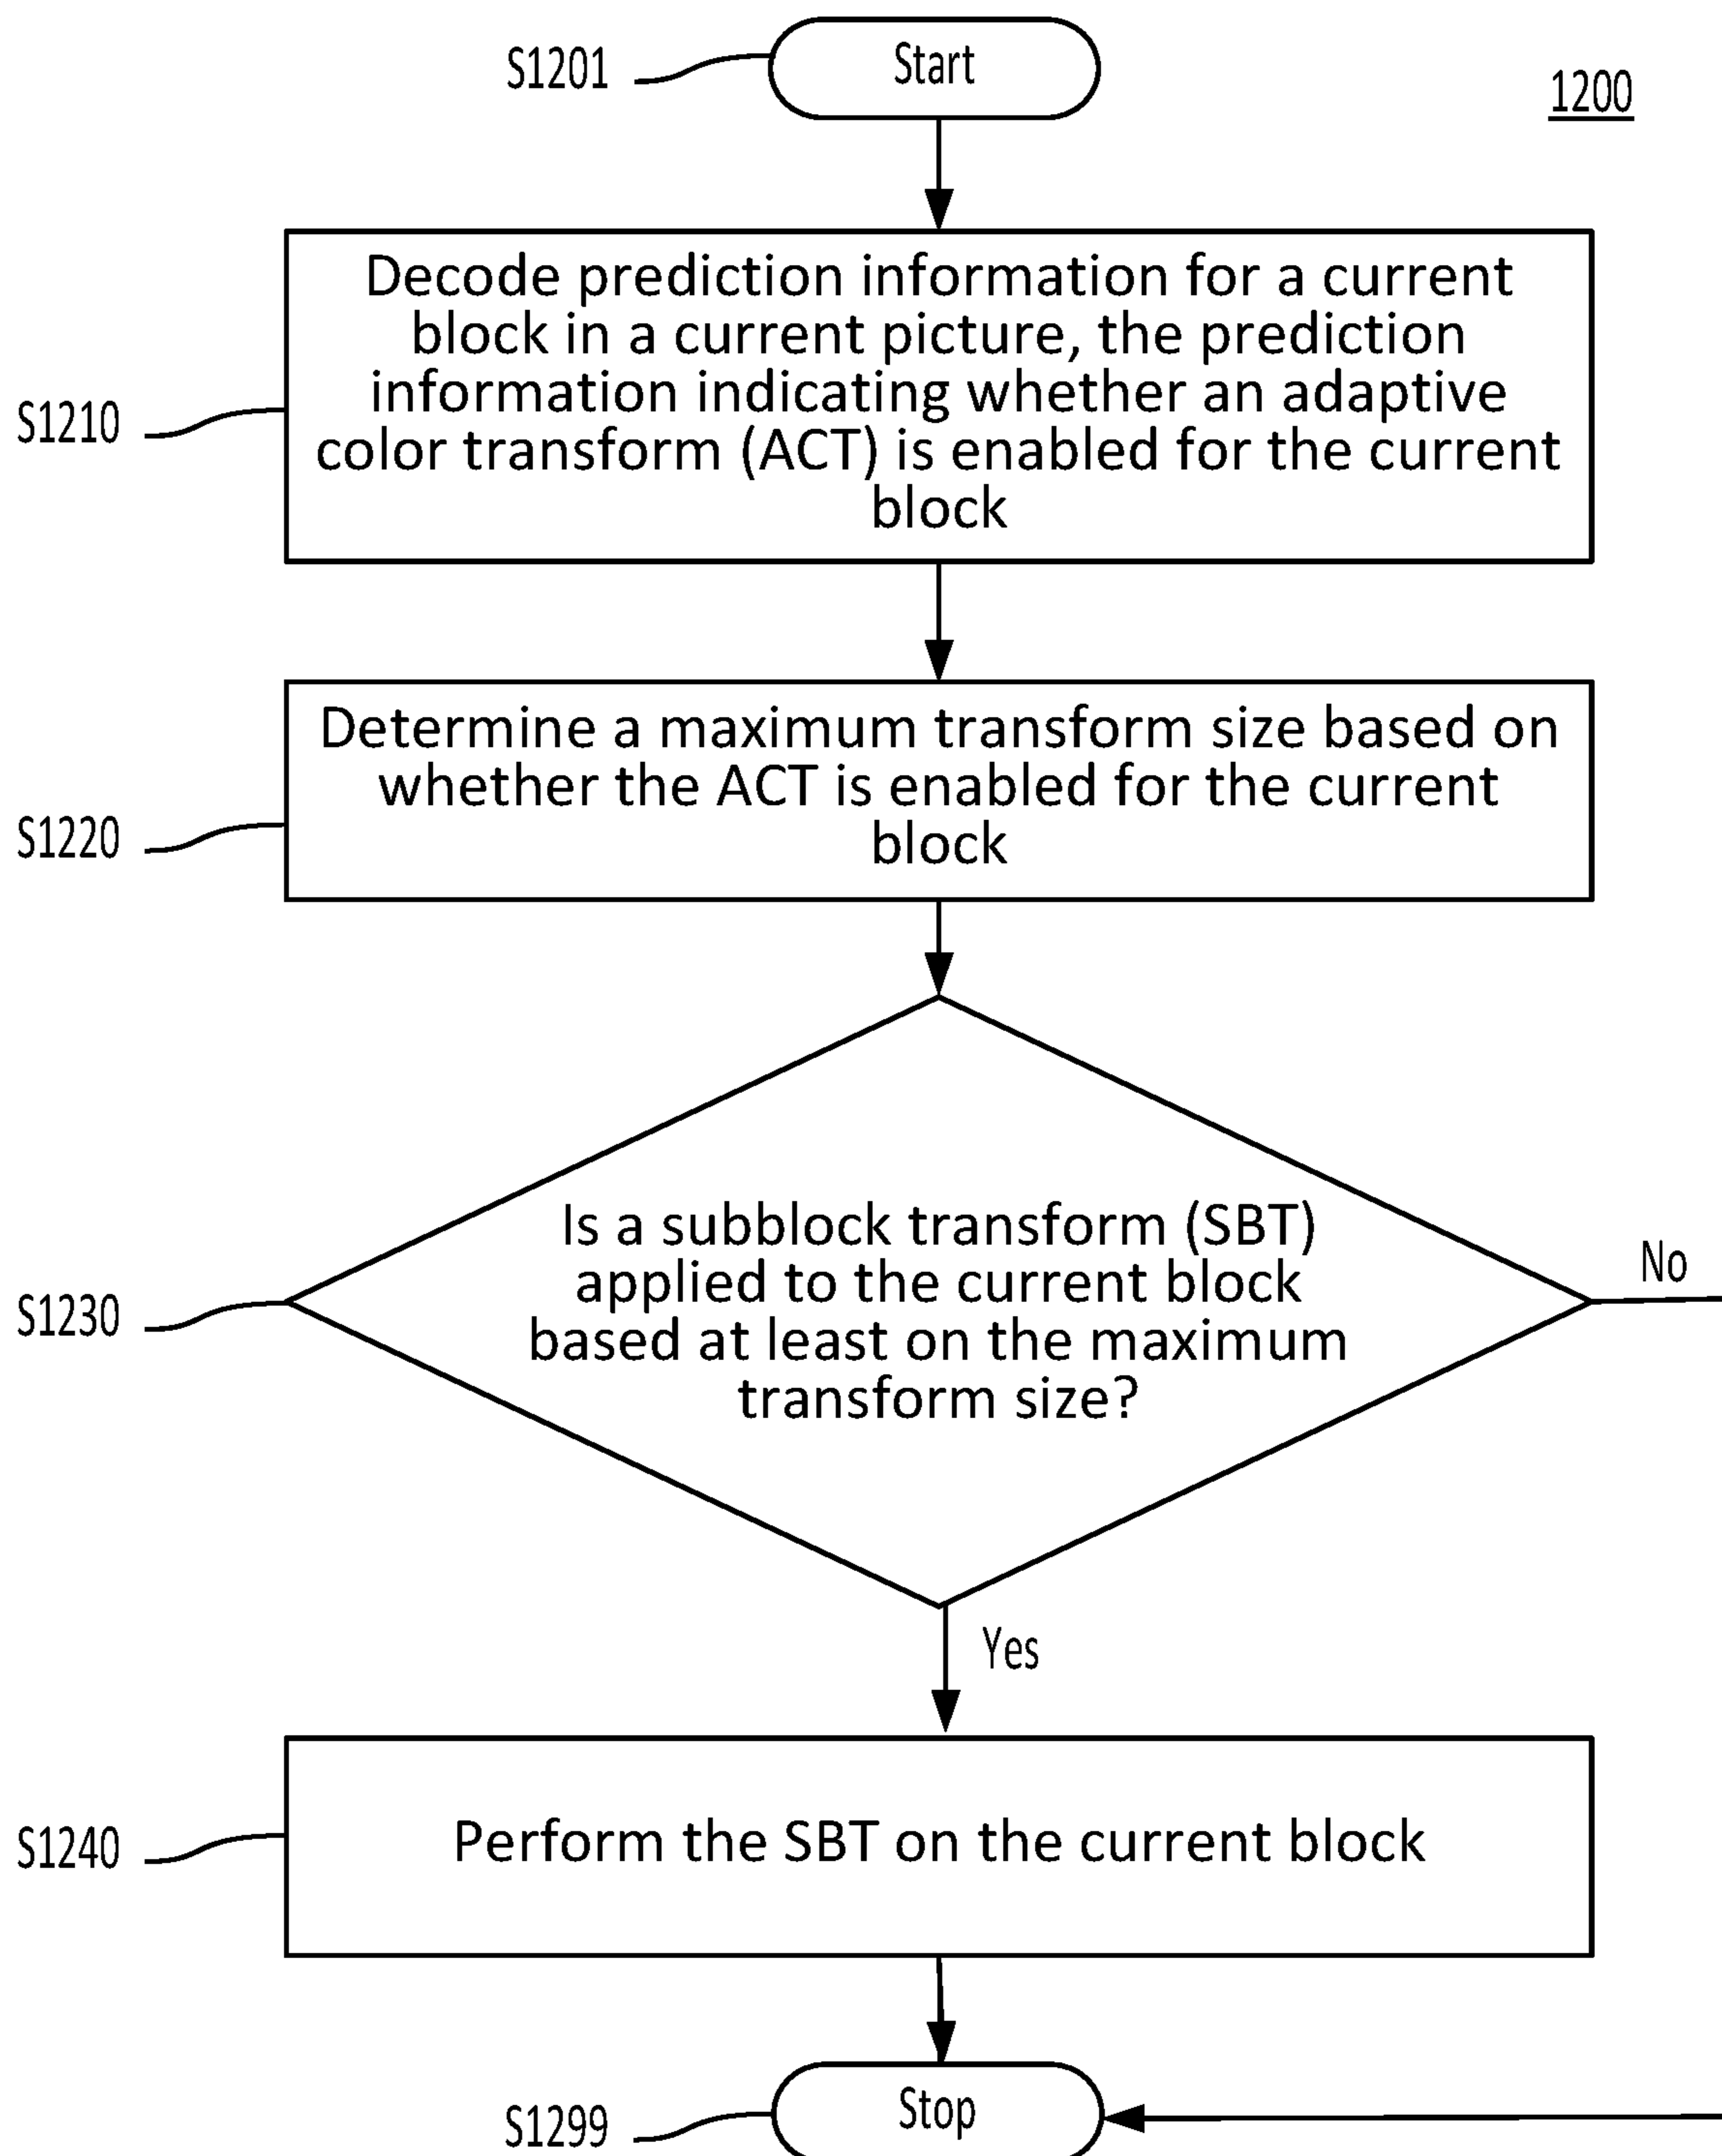 S1201
Start
1200
Decode prediction information for a current
block in a current picture, the prediction
information indicating whether an adaptive
color transform (ACT) is enabled for the current
block
S1210
Determine a maximum transform size based on
whether the ACT is enabled for the current
block
S1220
Is a subblock transform (SBT)
applied to the current block
based at least on the maximum
transform size?
S1230
No
Yes
S1240
Perform the SBT on the current block
Stop
S1299